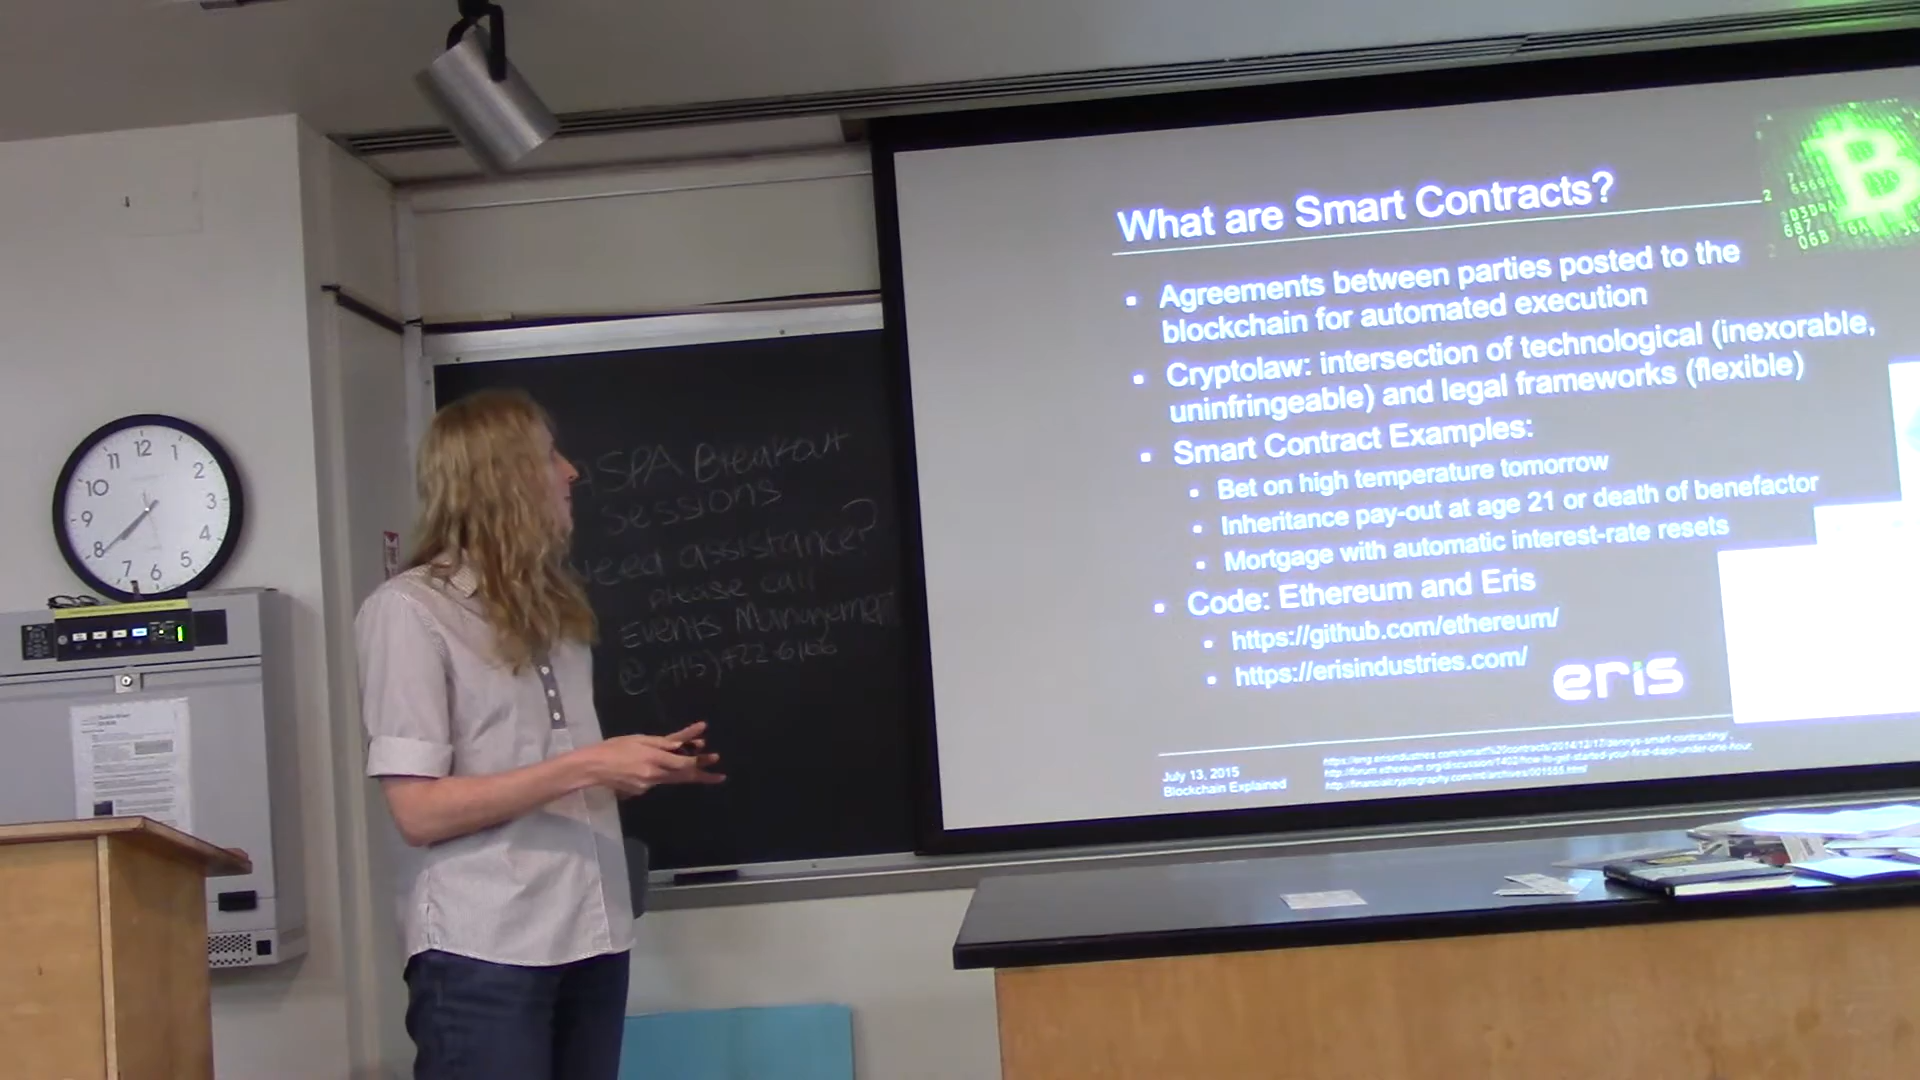 What are Smart Contracts?
Agreements between parties posted to the
blockchain for automated execution
Cryptolaw: intersection of technological (inexorable,
uninfringeable) and legal frameworks (flexible)
Smart Contract Examples:
Bet on high temperature tomorrow
Inheritance pay-out at age 21 or death of benefactor
Mortgage with automatic interest-rate resets
Code: Ethereum and Eris
https://github.com/ethereum/
https://erisindustries.com/
eris
July 13, 2015
Blockchain Explained
ASPA Breakout
sessions
need assistance?
please call
Events Management
@ (415)422-6166
12
1
2
3
4
5
6
7
8
9
10
11